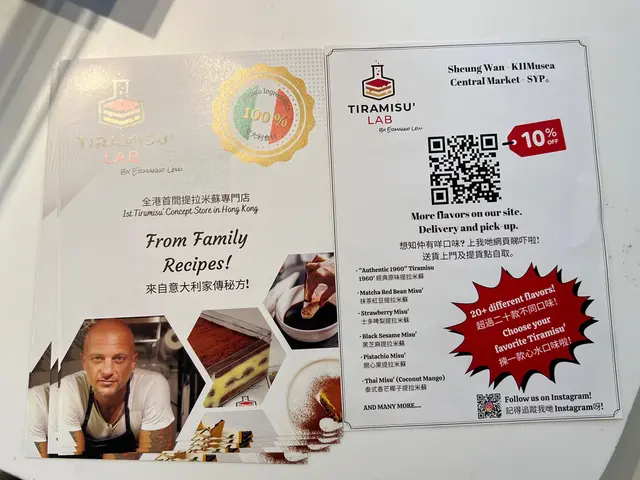 100%
TIRAMISU'
LAB
By Ermanno Lelli
全港首間提拉米蘇專門店
1st Tiramisu' Concept Store in Hong Kong
From Family
Recipes!
來自意大利家傳秘方!
TIRAMISU'
LAB
By Ermanno Lelli
Sheung Wan - K11Musea
Central Market - SYP。
10%
OFF
More flavors on our site.
Delivery and pick-up.
想知仲有咩口味? 上我哋網頁睇吓啦!
送貨上門及提貨點自取。
· "Authentic 1960" Tiramisu
1960' 經典原味提拉米蘇
· Matcha Red Bean Misu'
抹茶紅豆提拉米蘇
· Strawberry Misu'
士多啤梨提拉米蘇
· Black Sesame Misu'
黑芝麻提拉米蘇
· Pistachio Misu'
開心果提拉米蘇
· Thai Misu' (Coconut Mango)
泰式香芒椰子提拉米蘇
AND MANY MORE....
20+ different flavors!
超過二十款不同口味!
Choose your
favorite Tiramisu'
揀一款心水口味啦!
Follow us on Instagram!
記得追蹤我哋 Instagram呀!